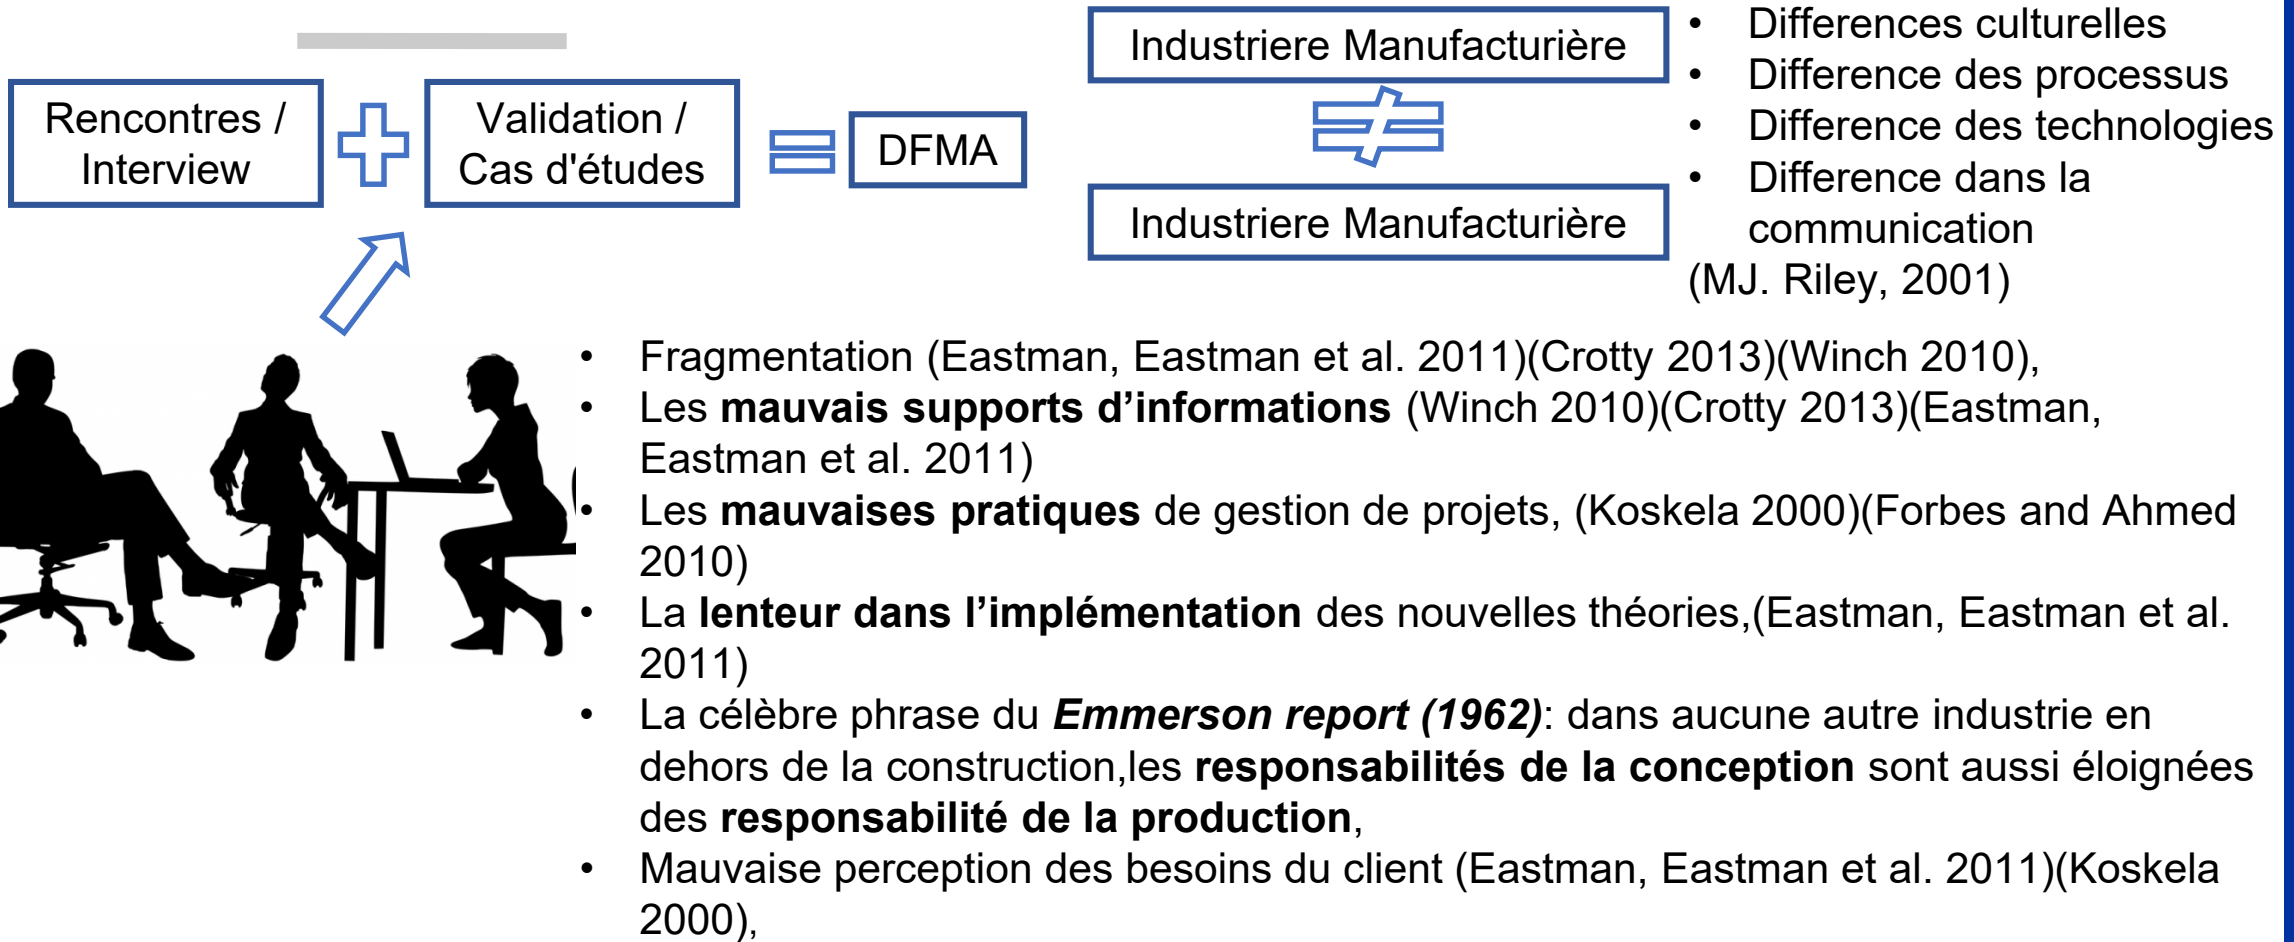 Rencontres /
Interview
Validation /
Cas d'études
DFMA
Industriere Manufacturière
Industriere Manufacturière
• Differences culturelles
• Difference des processus
• Difference des technologies
• Difference dans la
communication
(MJ. Riley, 2001)
• Fragmentation (Eastman, Eastman et al. 2011)(Crotty 2013)(Winch 2010),
• Les mauvais supports d’informations (Winch 2010)(Crotty 2013)(Eastman,
Eastman et al. 2011)
• Les mauvaises pratiques de gestion de projets, (Koskela 2000)(Forbes and Ahmed
2010)
• La lenteur dans l’implémentation des nouvelles théories,(Eastman, Eastman et al.
2011)
• La célèbre phrase du Emmerson report (1962): dans aucune autre industrie en
dehors de la construction,les responsabilités de la conception sont aussi éloignées
des responsabilité de la production,
• Mauvaise perception des besoins du client (Eastman, Eastman et al. 2011)(Koskela
2000),